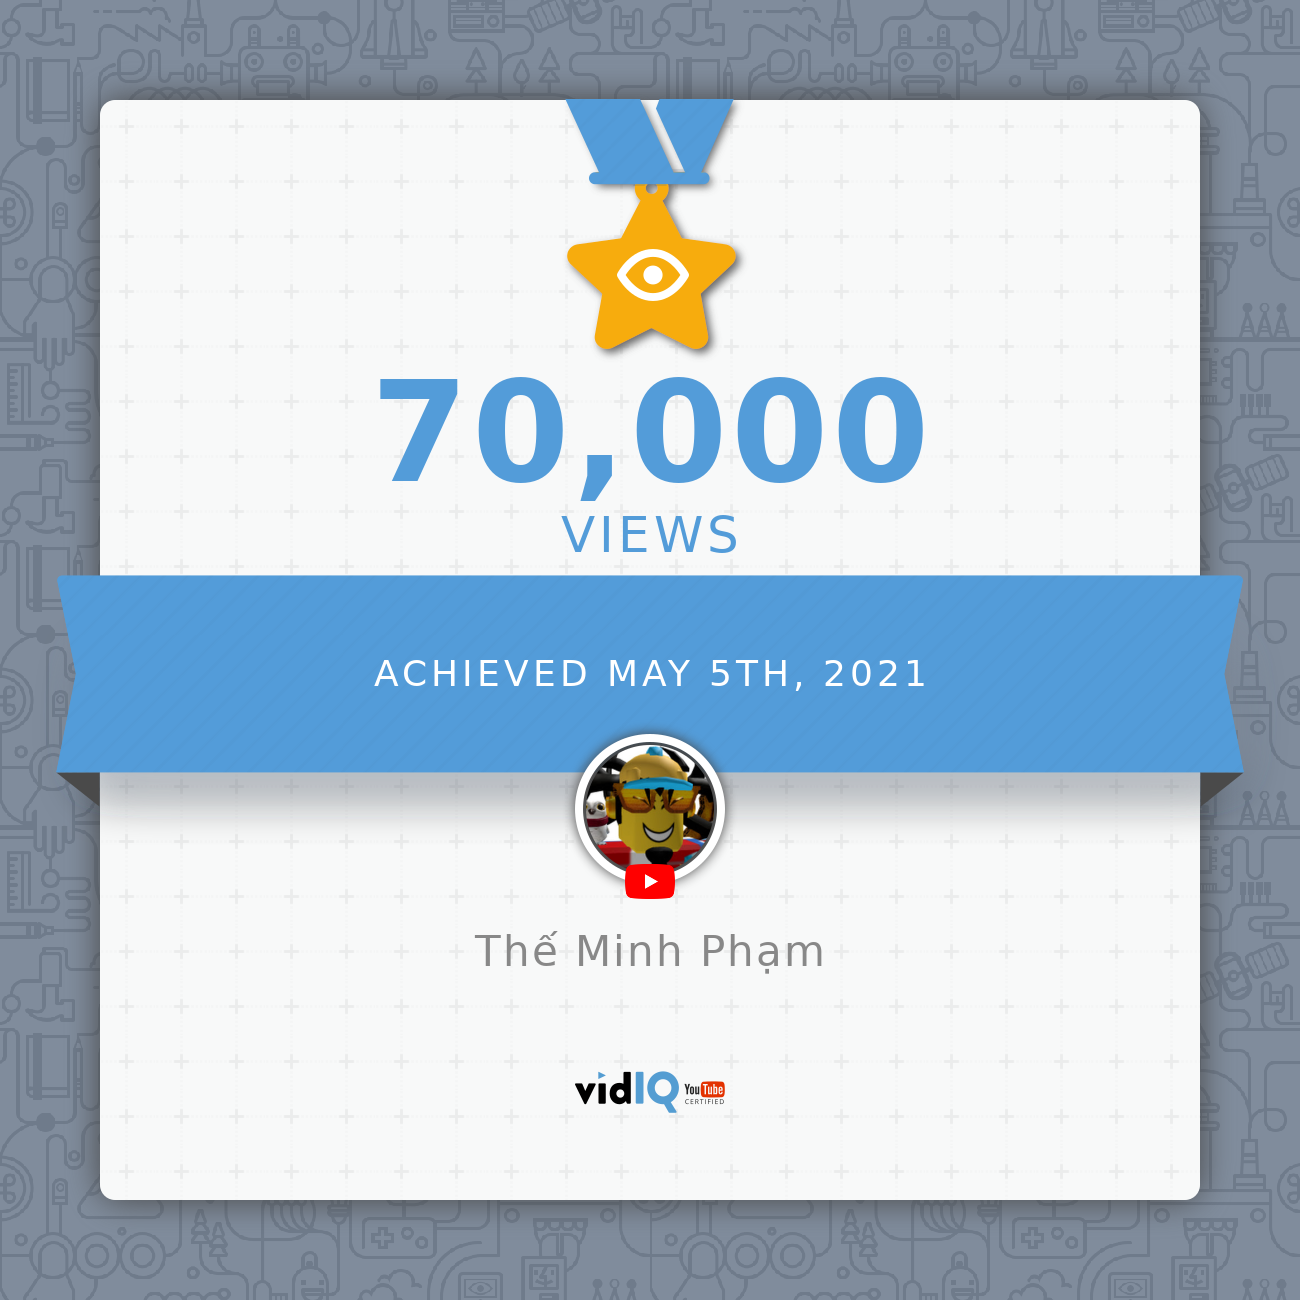 70,000
VIEWS
ACHIEVED MAY 5TH, 2021
Thế Minh Phạm
vidIQ YouTube
CERTIFIED